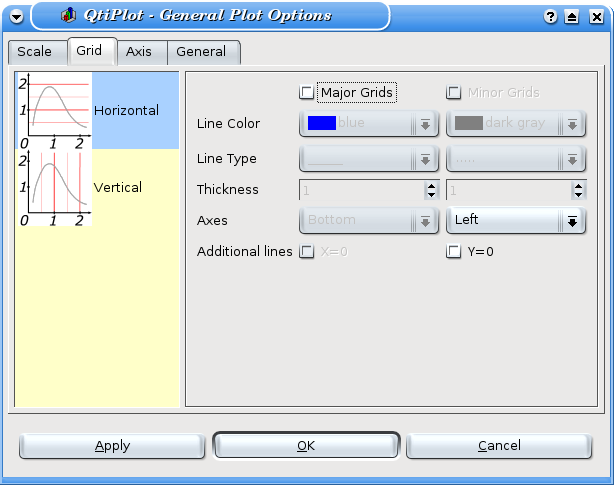 QtiPlot - General Plot Options
Scale Grid Axis General
2
1
0 1 2
Horizontal
2
1
0 1 2
Vertical
Major Grids Minor Grids
Line Color blue dark gray
Line Type _____ .....
Thickness 1 1
Axes Bottom Left
Additional lines X=0 Y=0
Apply OK Cancel